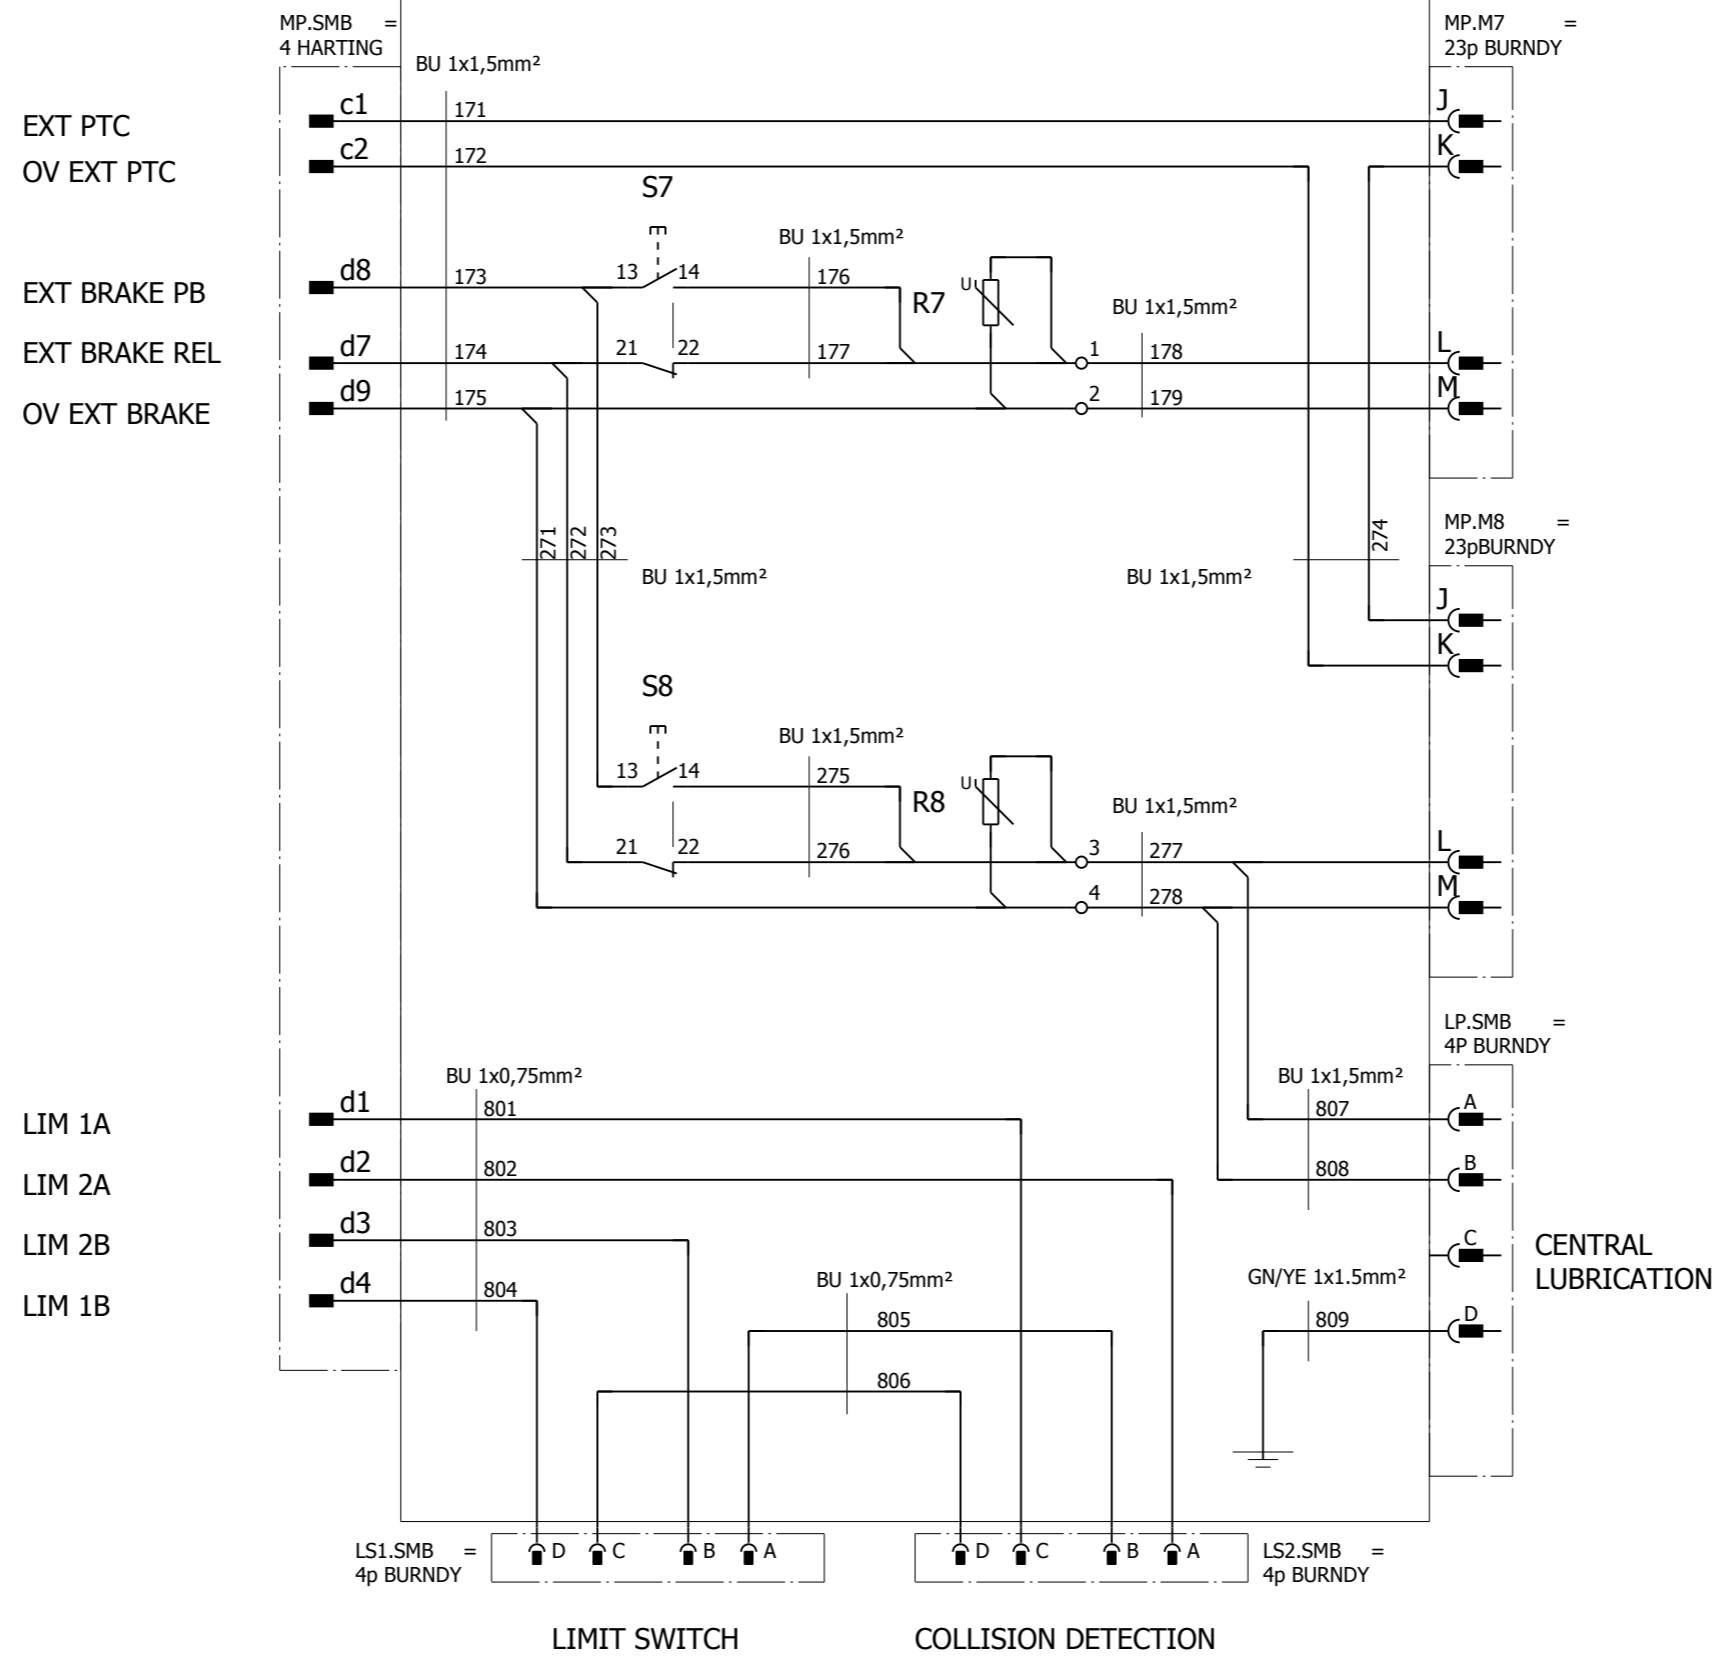 MP.SMB =
4 HARTING
MP.M7 =
23p BURNDY
BU 1x1,5mm²
EXT PTC
c1
171
J
OV EXT PTC
c2
172
K
S7
BU 1x1,5mm²
EXT BRAKE PB
d8
173
13
14
176
R7
U
BU 1x1,5mm²
EXT BRAKE REL
d7
174
21
22
177
1
178
L
OV EXT BRAKE
d9
175
2
179
M
271
272
273
BU 1x1,5mm²
274
BU 1x1,5mm²
MP.M8 =
23pBURNDY
J
K
S8
BU 1x1,5mm²
13
14
275
R8
U
BU 1x1,5mm²
21
22
276
3
277
L
4
278
M
LP.SMB =
4P BURNDY
BU 1x0,75mm²
BU 1x1,5mm²
LIM 1A
d1
801
807
A
LIM 2A
d2
802
808
B
LIM 2B
d3
803
C
CENTRAL
LUBRICATION
LIM 1B
d4
804
BU 1x0,75mm²
GN/YE 1x1.5mm²
805
809
D
806
LS1.SMB =
4p BURNDY
D
C
B
A
D
C
B
A
LS2.SMB =
4p BURNDY
LIMIT SWITCH
COLLISION DETECTION